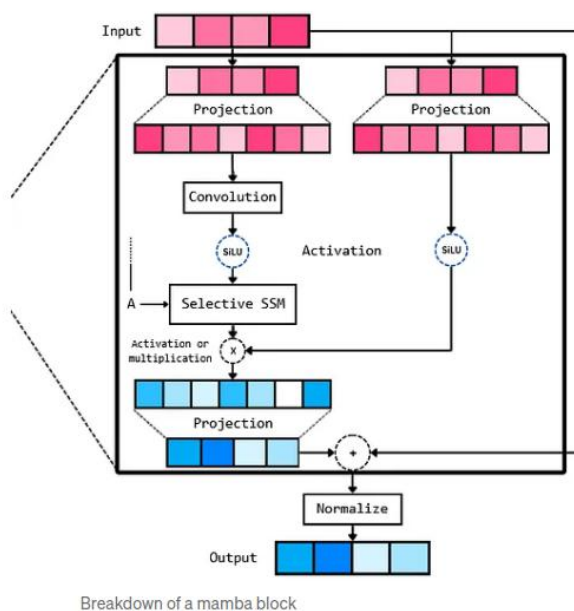 Input
Projection
Projection
Convolution
SiLU
Activation
SiLU
A
Selective SSM
Activation or
multiplication
X
Projection
+
Normalize
Output
Breakdown of a mamba block